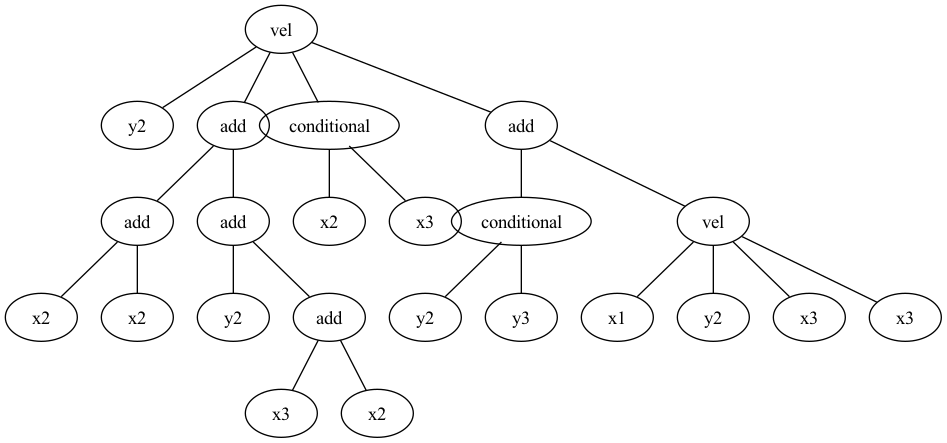 vel
y2 add conditional add
add add x2 x3 conditional vel
x2 x2 y2 add y2 y3 x1 y2 x3 x3
x3 x2